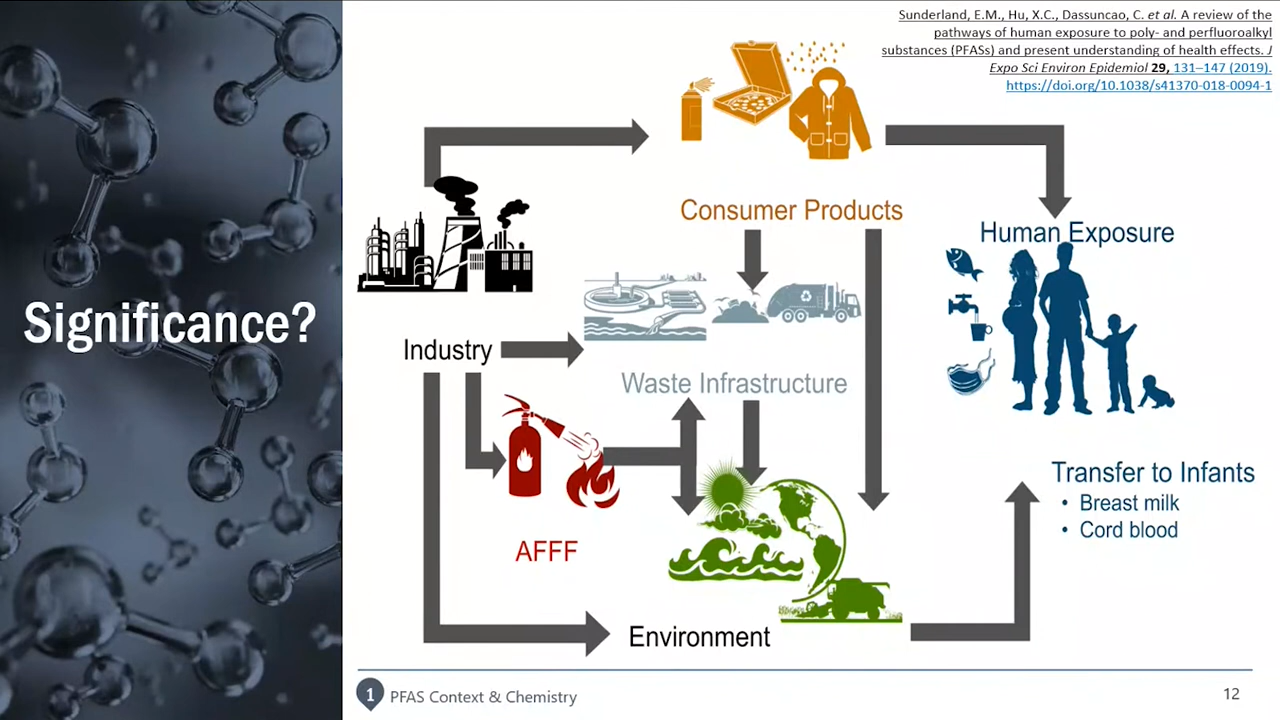 Significance?
Sunderland, E.M., Hu, X.C., Dassuncao, C. et al. A review of the
pathways of human exposure to poly- and perfluoroalkyl
substances (PFASs) and present understanding of health effects. J
Expo Sci Environ Epidemiol 29, 131–147 (2019).
https://doi.org/10.1038/s41370-018-0094-1
Consumer Products
Human Exposure
Industry
Waste Infrastructure
Transfer to Infants
• Breast milk
• Cord blood
AFFF
Environment
1 PFAS Context & Chemistry
12